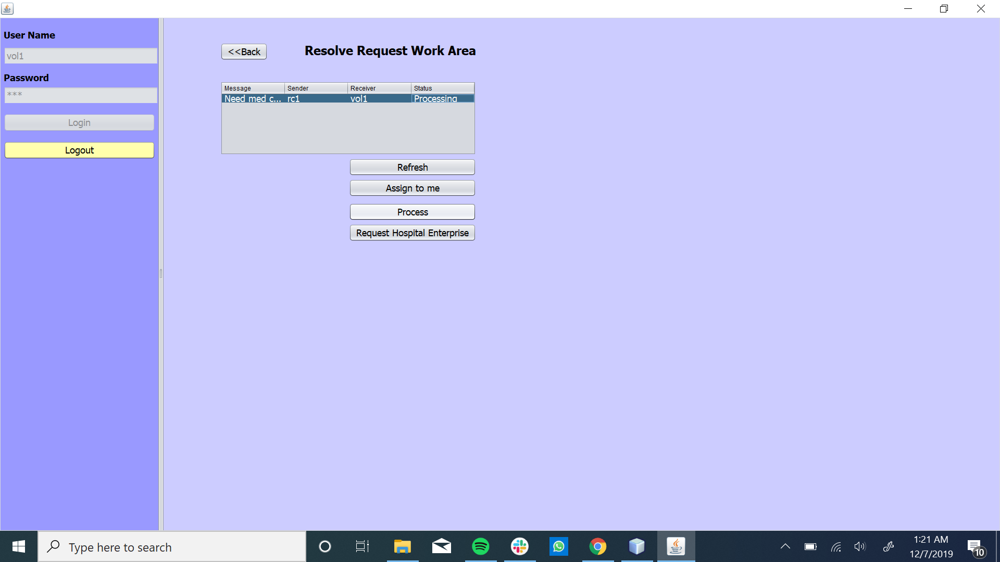 User Name
vol1
Password
***
Login
Logout
<<Back
Resolve Request Work Area
Message Sender Receiver Status
Need med c... rc1 vol1 Processing
Refresh
Assign to me
Process
Request Hospital Enterprise
Type here to search
1:21 AM
12/7/2019
10